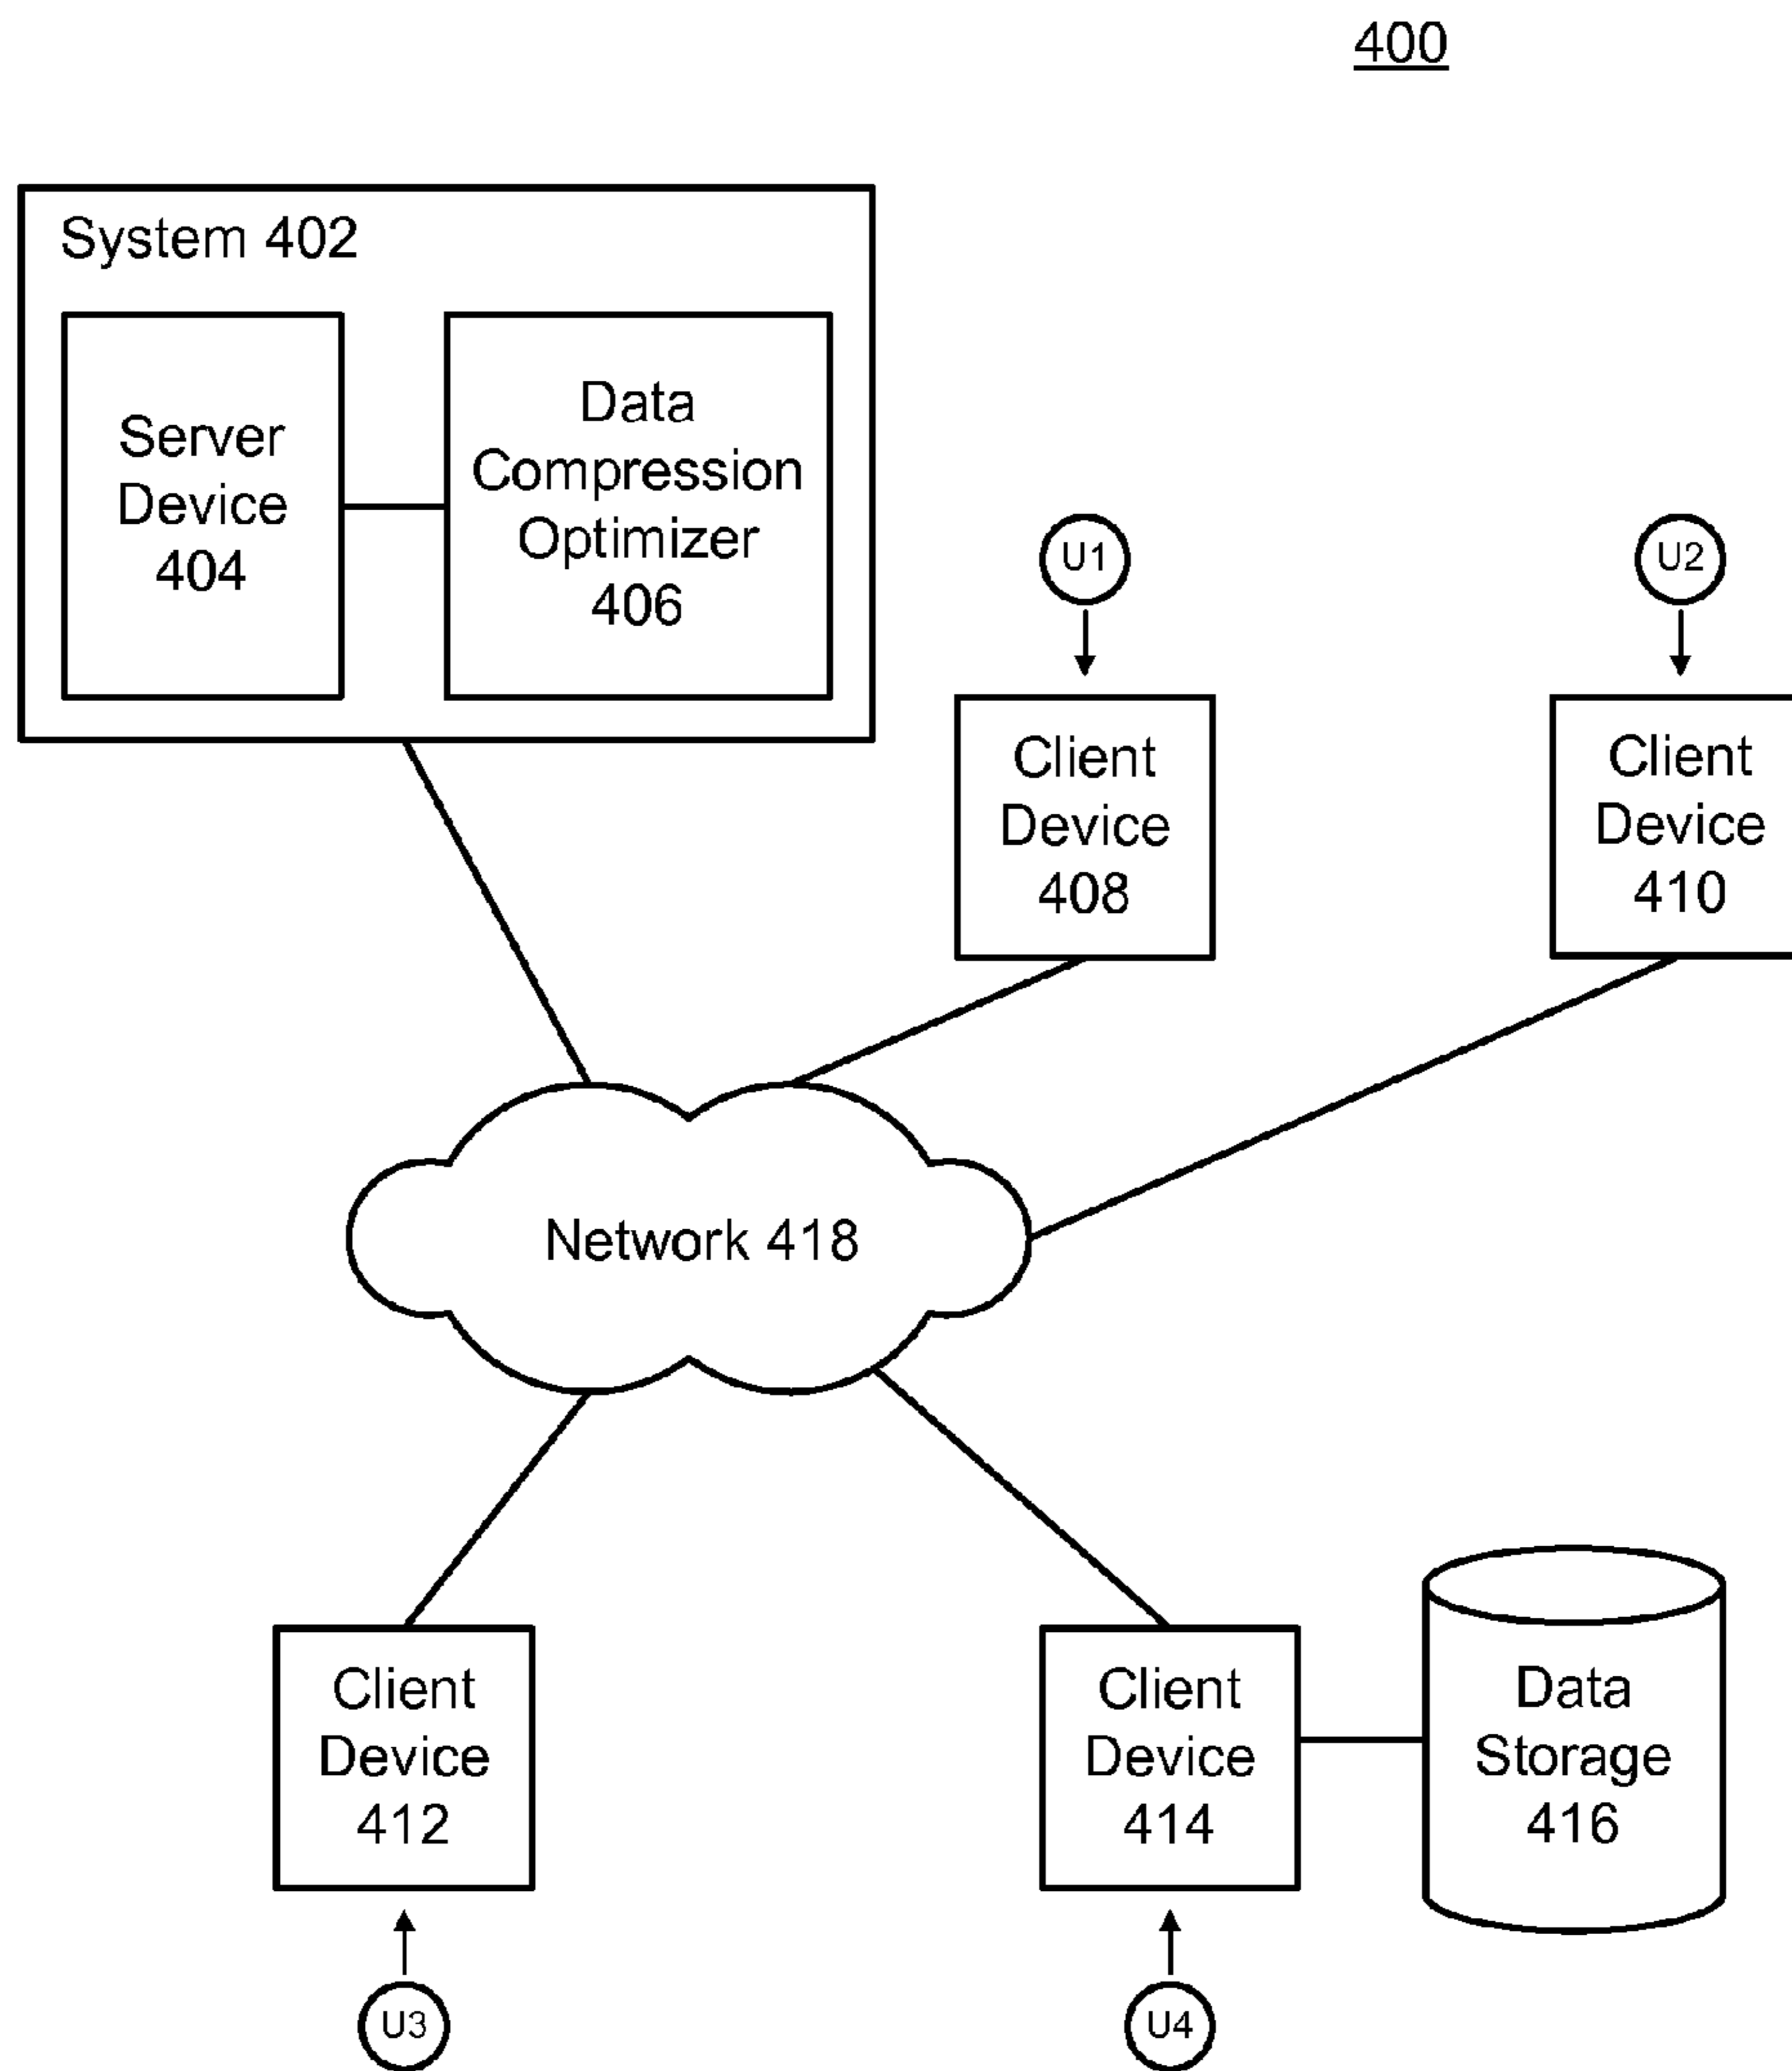 400
System 402
Server
Device
404
Data
Compression
Optimizer
406
U1
U2
Client
Device
408
Client
Device
410
Network 418
Client
Device
412
Client
Device
414
Data
Storage
416
U3
U4